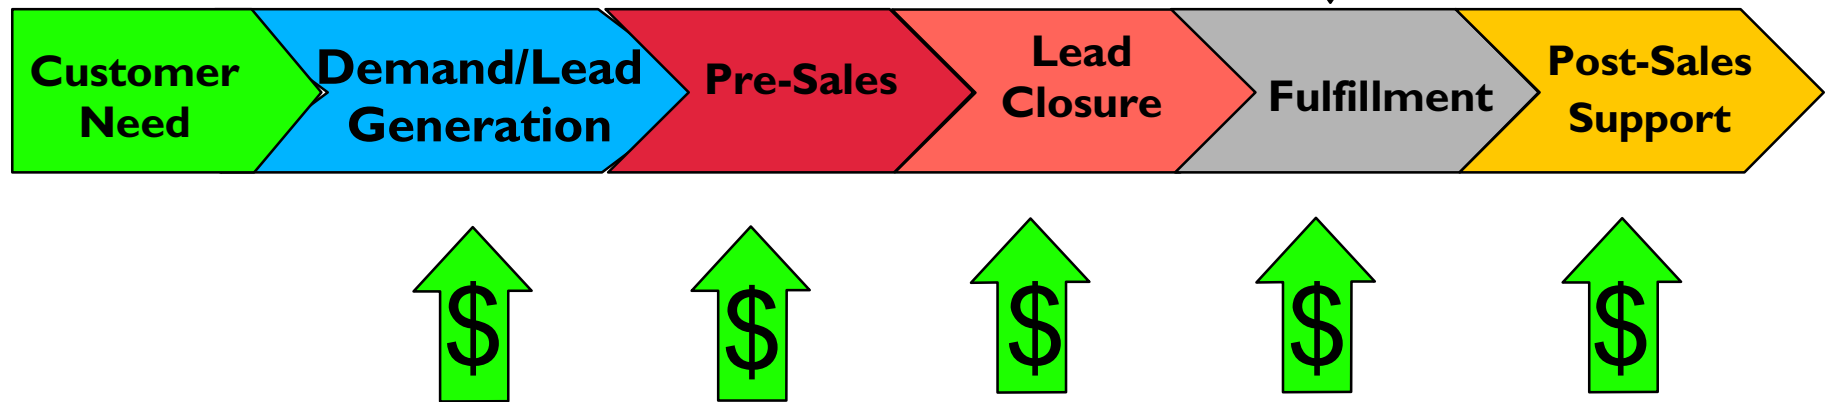 Customer
Need
Demand/Lead
Generation
Pre-Sales
Lead
Closure
Fulfillment
Post-Sales
Support
$
$
$
$
$